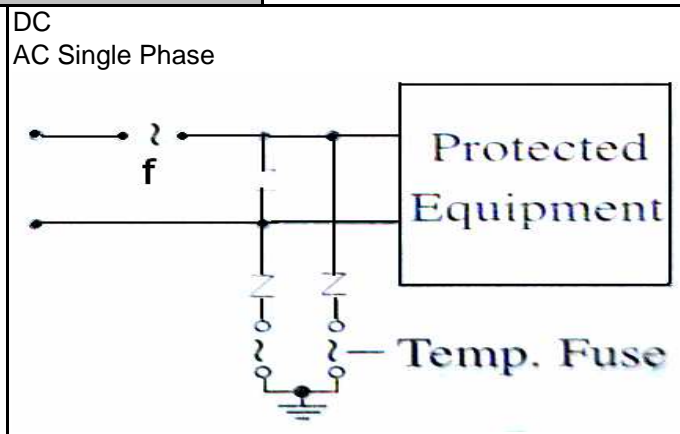 DC
AC Single Phase
f
Protected
Equipment
Temp. Fuse